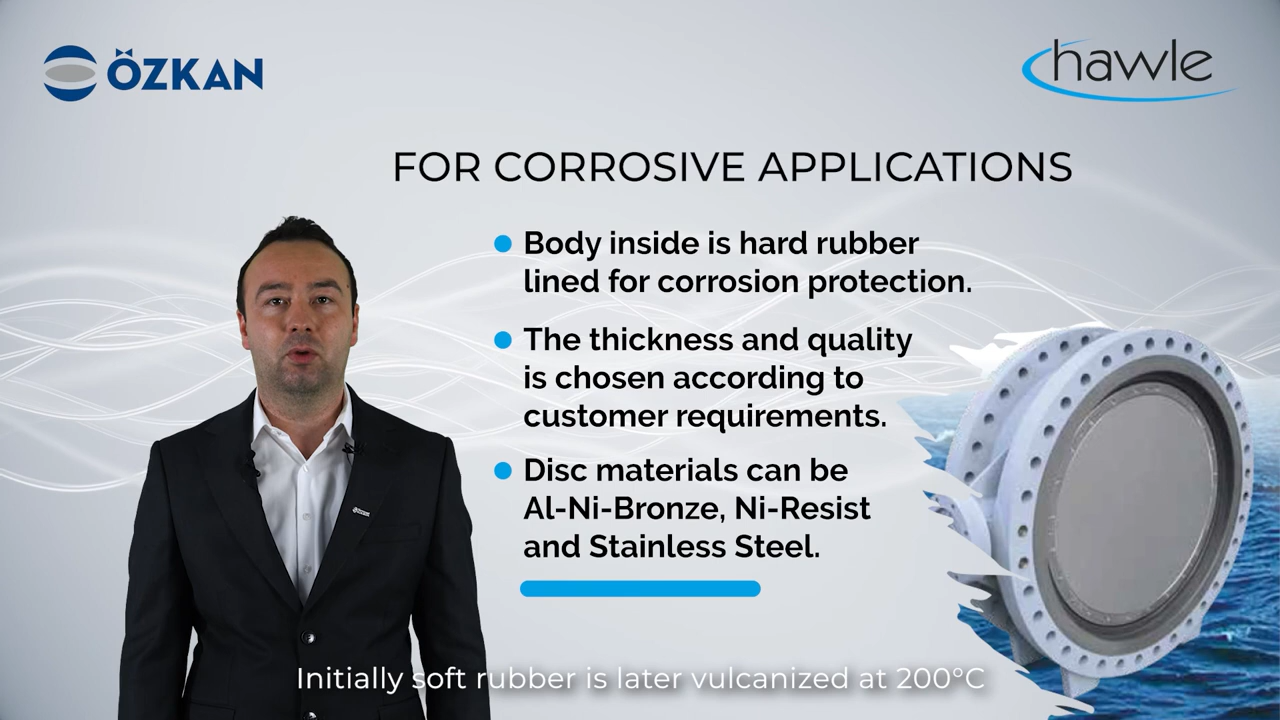 ÖZKAN
hawle
FOR CORROSIVE APPLICATIONS
Body inside is hard rubber
lined for corrosion protection.
The thickness and quality
is chosen according to
customer requirements.
Disc materials can be
Al-Ni-Bronze, Ni-Resist
and Stainless Steel.
Initially soft rubber is later vulcanized at 200°C